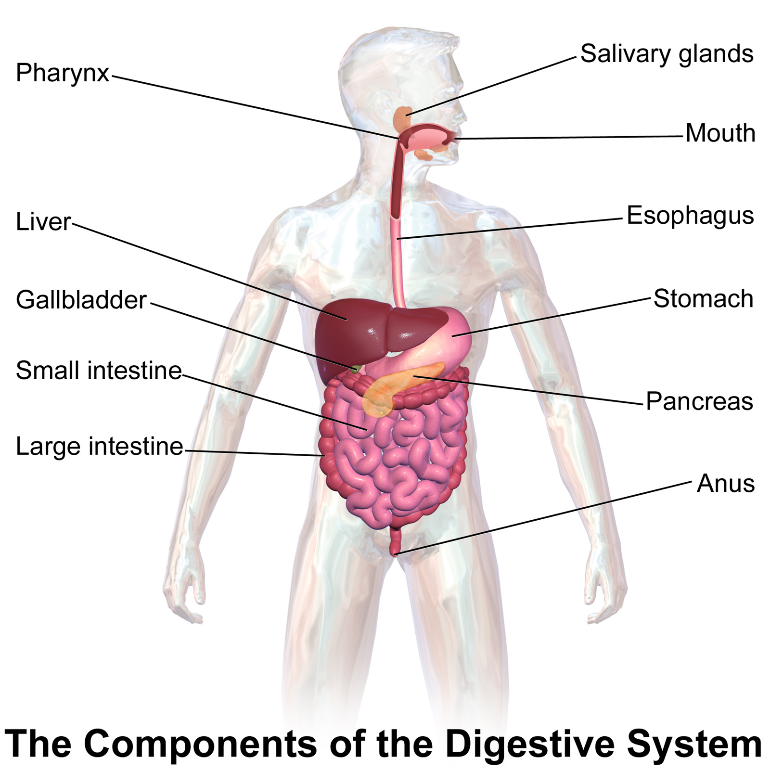 Pharynx
Salivary glands
Mouth
Liver
Esophagus
Gallbladder
Stomach
Small intestine
Pancreas
Large intestine
Anus
The Components of the Digestive System